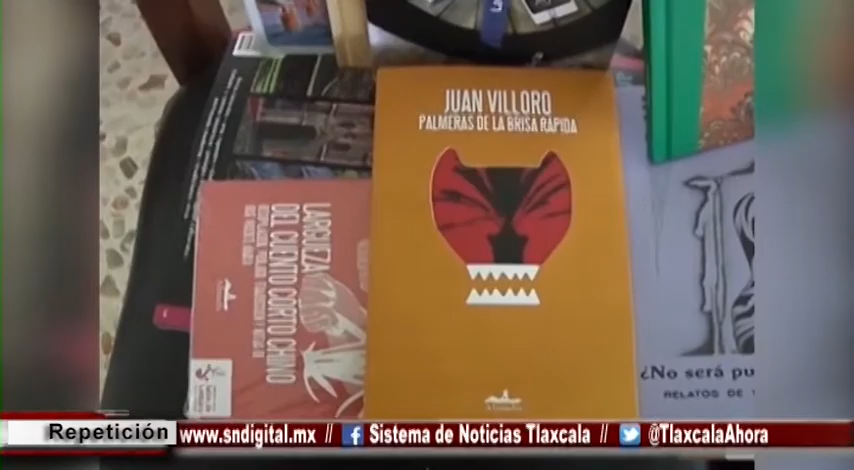 JUAN VILLORO
PALMERAS DE LA BRISA RÁPIDA
LA RIQUEZA
DEL CUENTO CORTO CHINO
¿No será pu
RELATOS DE
Repetición
www.sndigital.mx // Sistema de Noticias Tlaxcala // @TlaxcalaAhora